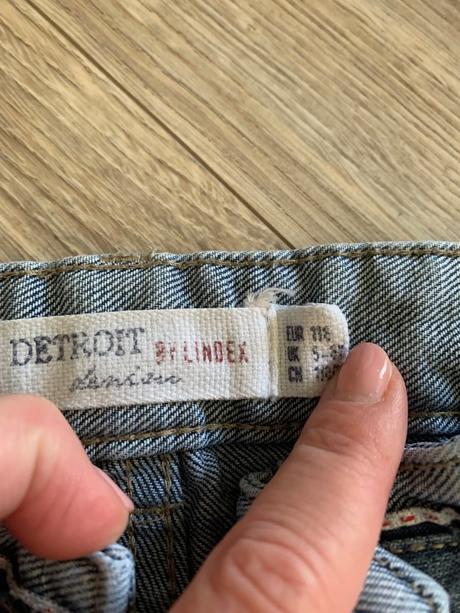 DETROIT
BY LINDEX
denim
EUR 116
UK
CN